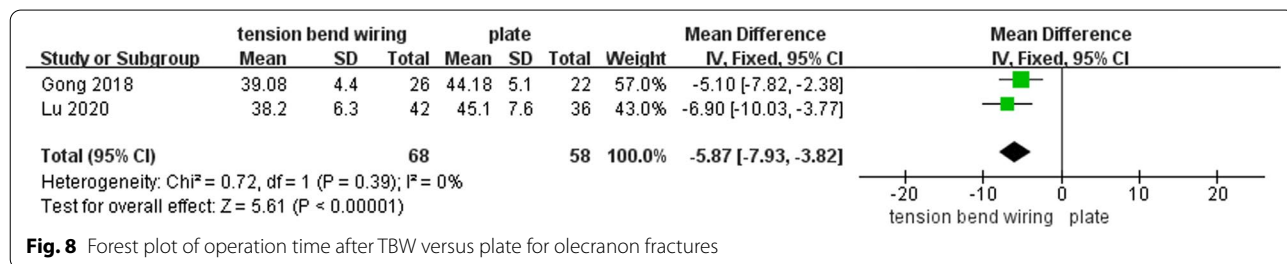 tension bend wiring plate Mean Difference Mean Difference
Study or Subgroup Mean SD Total Mean SD Total Weight IV, Fixed, 95% CI IV, Fixed, 95% CI
Gong 2018 39.08 4.4 26 44.18 5.1 22 57.0% -5.10 [-7.82, -2.38]
Lu 2020 38.2 6.3 42 45.1 7.6 36 43.0% -6.90 [-10.03, -3.77]
Total (95% CI) 68 58 100.0% -5.87 [-7.93, -3.82]
Heterogeneity: Chi² = 0.72, df = 1 (P = 0.39); I² = 0%
Test for overall effect: Z = 5.61 (P < 0.00001)
-20 -10 0 10 20
tension bend wiring plate
Fig. 8 Forest plot of operation time after TBW versus plate for olecranon fractures